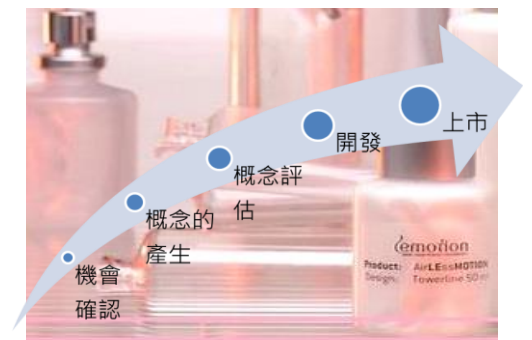 機會
確認
概念的
產生
概念評
估
開發
上市
emotion
Product: AirLEssMOTION
Design: Towerline 50 ml